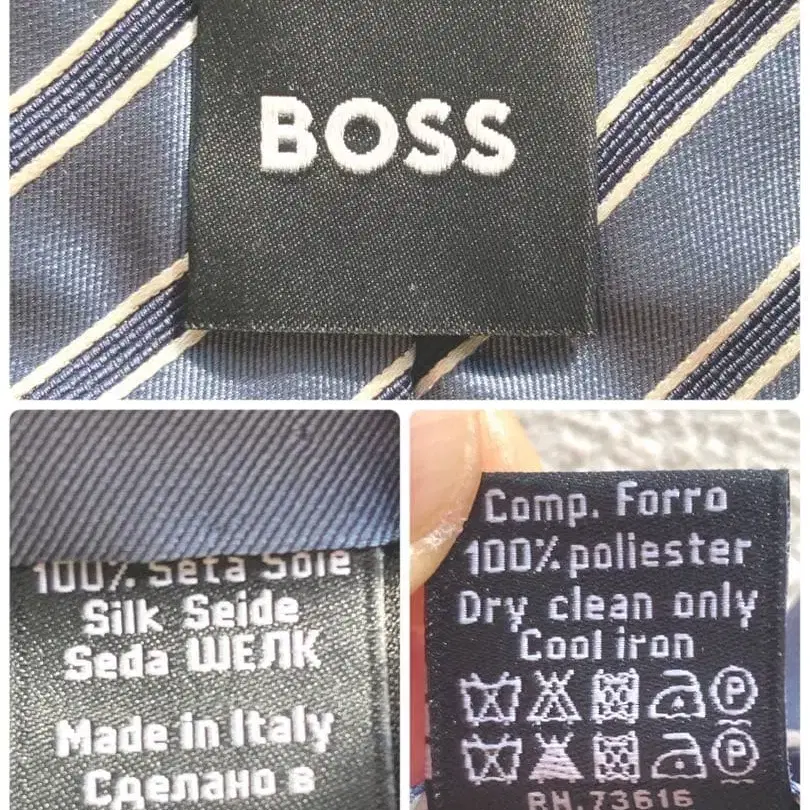 BOSS
100% Seta Soie
Silk Seide
Seda ШЕЛК
Made in Italy
Сделано в
Comp. Forro
100% poliester
Dry clean only
Cool iron
P
P
RN.73616